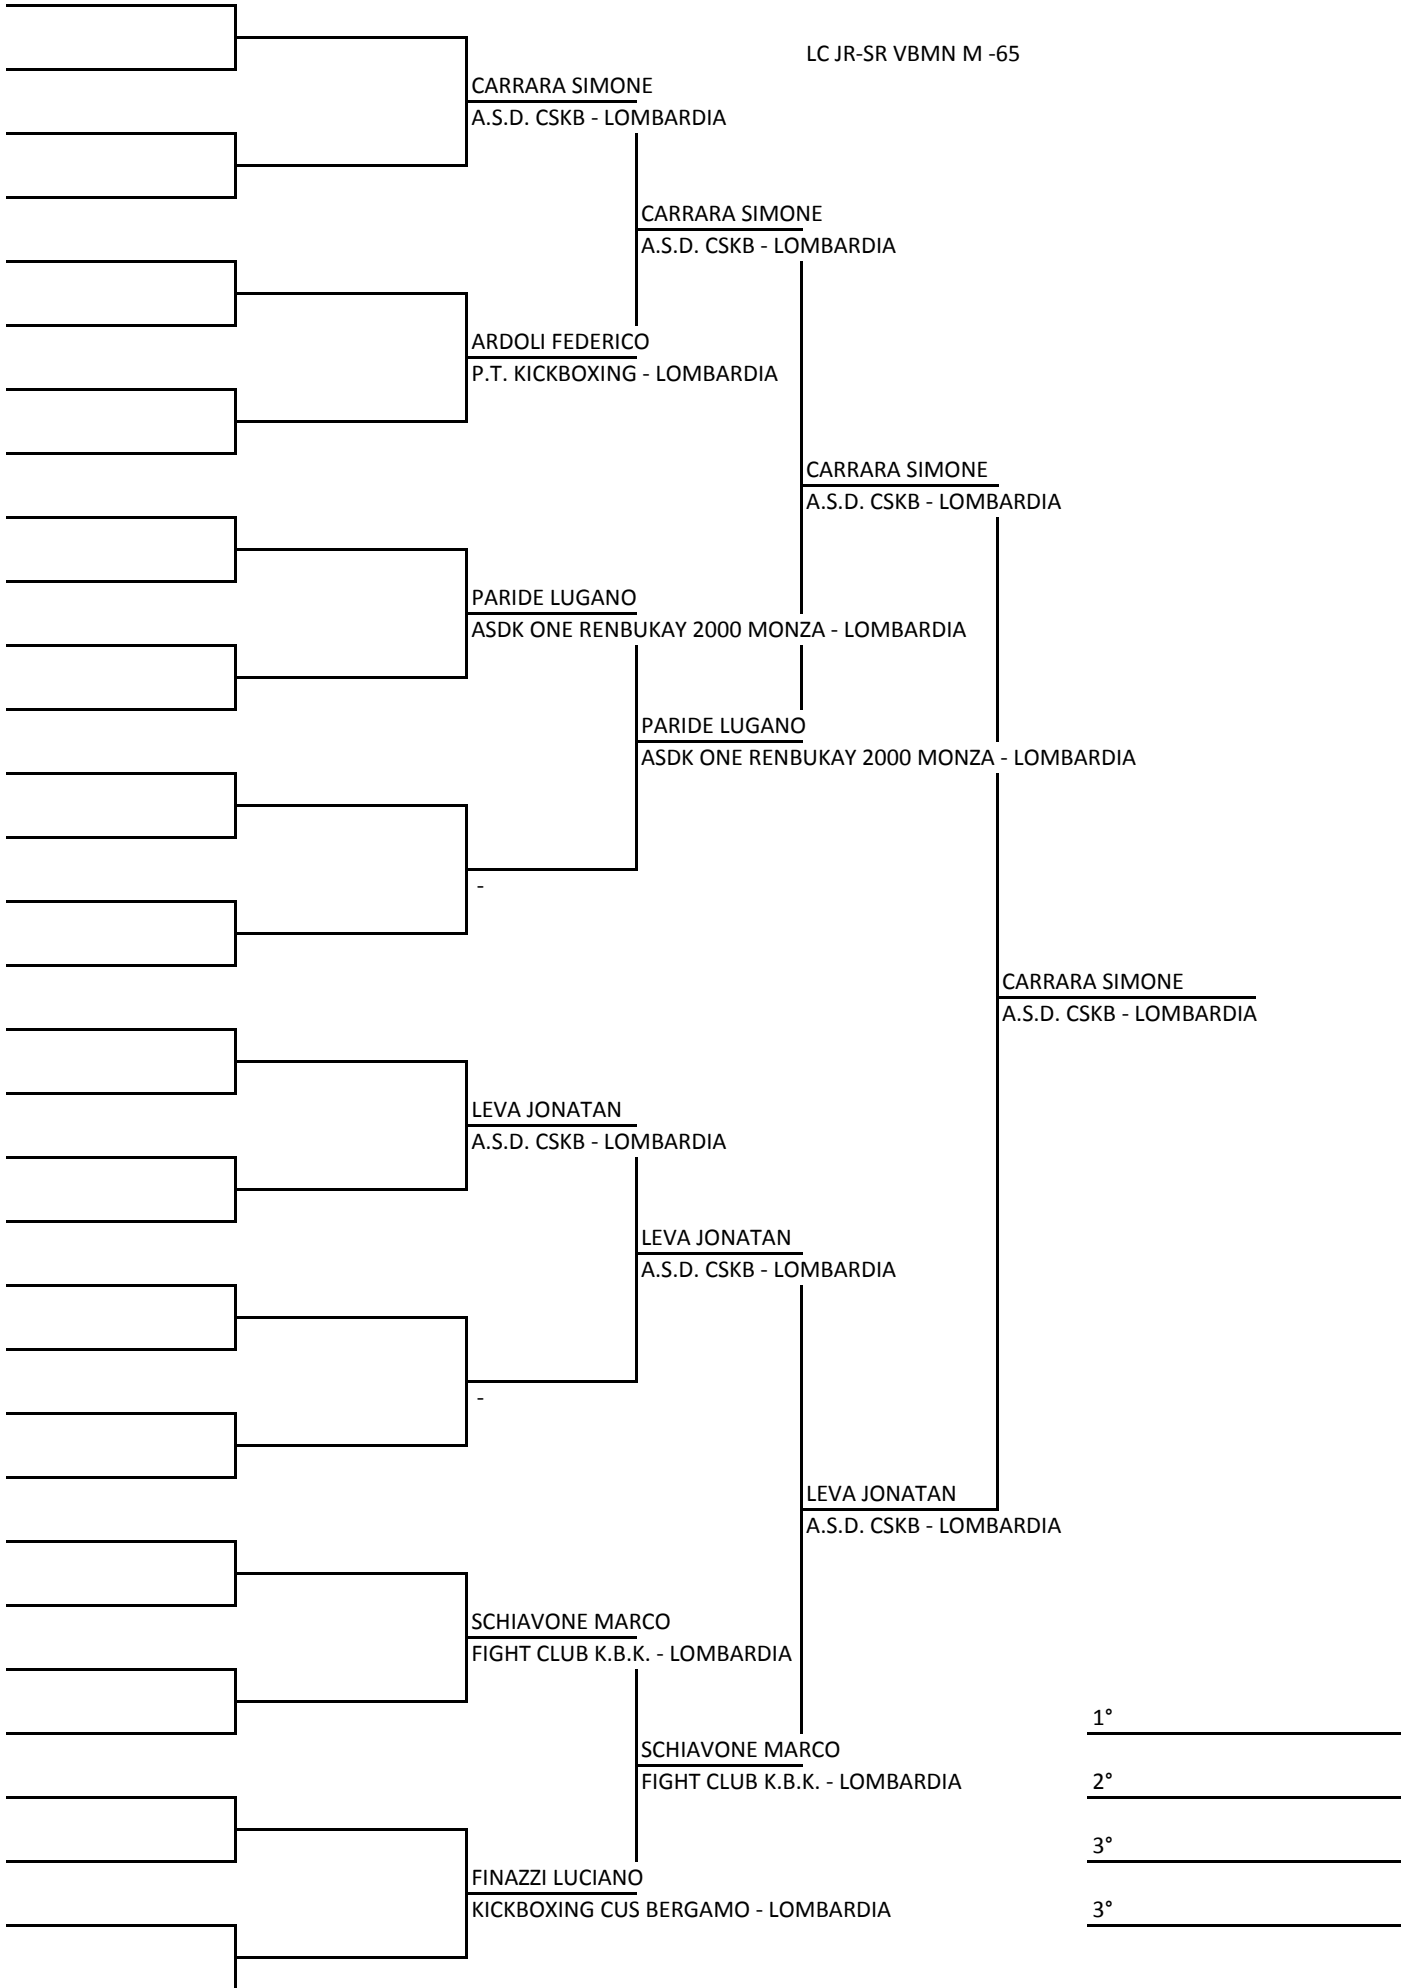 LC JR-SR VBMN M -65
CARRARA SIMONE
A.S.D. CSKB - LOMBARDIA
CARRARA SIMONE
A.S.D. CSKB - LOMBARDIA
ARDOLI FEDERICO
P.T. KICKBOXING - LOMBARDIA
CARRARA SIMONE
A.S.D. CSKB - LOMBARDIA
PARIDE LUGANO
ASDK ONE RENBUKAY 2000 MONZA - LOMBARDIA
PARIDE LUGANO
ASDK ONE RENBUKAY 2000 MONZA - LOMBARDIA
-
CARRARA SIMONE
A.S.D. CSKB - LOMBARDIA
LEVA JONATAN
A.S.D. CSKB - LOMBARDIA
LEVA JONATAN
A.S.D. CSKB - LOMBARDIA
-
LEVA JONATAN
A.S.D. CSKB - LOMBARDIA
SCHIAVONE MARCO
FIGHT CLUB K.B.K. - LOMBARDIA
1°
SCHIAVONE MARCO
FIGHT CLUB K.B.K. - LOMBARDIA
2°
3°
FINAZZI LUCIANO
KICKBOXING CUS BERGAMO - LOMBARDIA
3°